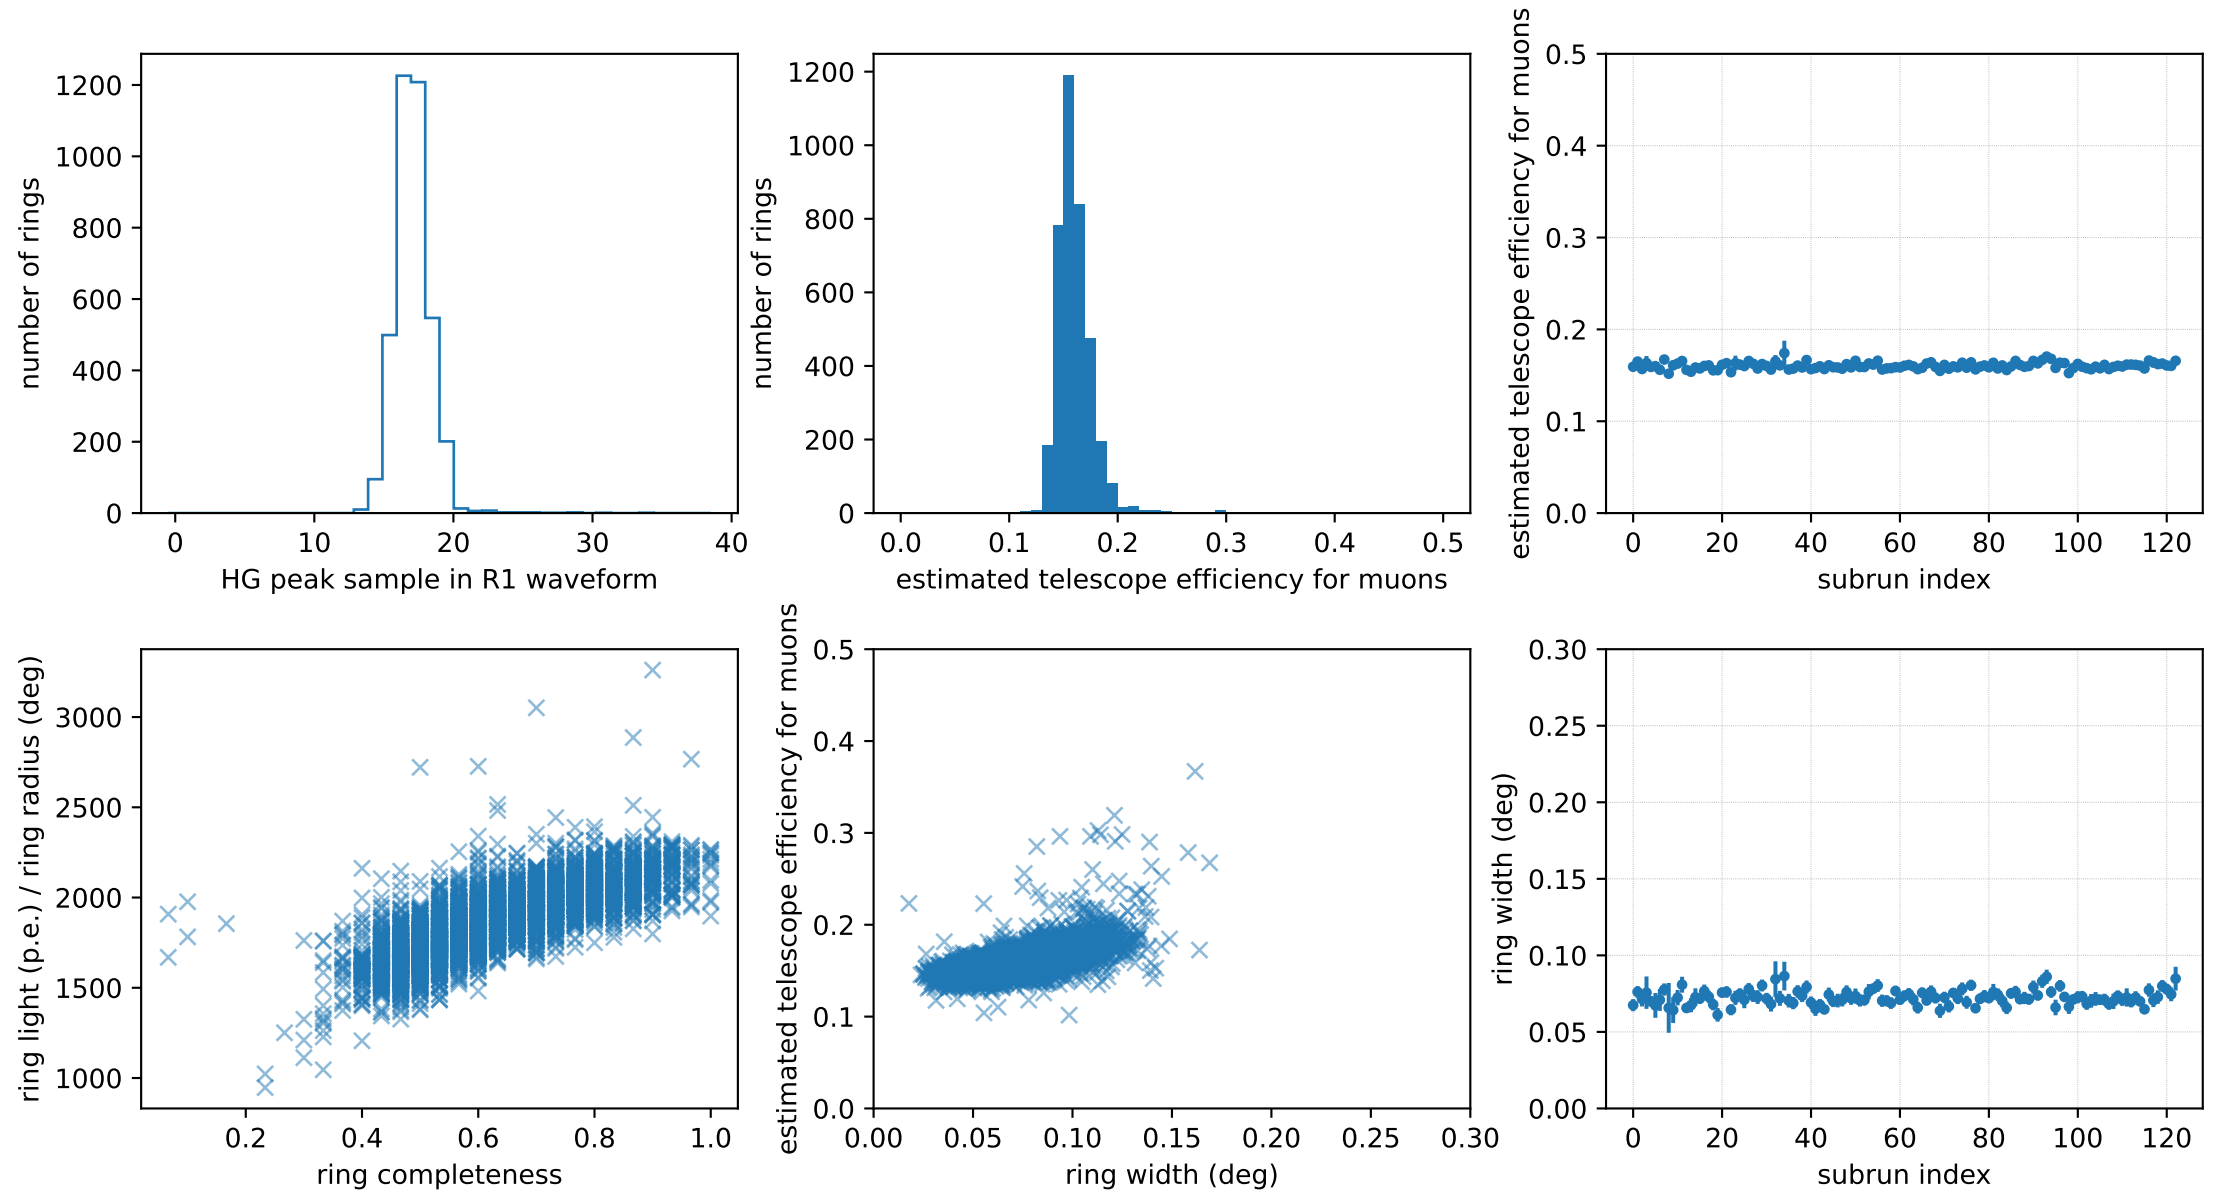 number of rings
1200
1000
800
600
400
200
0
0 10 20 30 40
HG peak sample in R1 waveform
number of rings
1200
1000
800
600
400
200
0
0.0 0.1 0.2 0.3 0.4 0.5
estimated telescope efficiency for muons
estimated telescope efficiency for muons
0.5
0.4
0.3
0.2
0.1
0.0
0 20 40 60 80 100 120
subrun index
ring light (p.e.) / ring radius (deg)
3000
2500
2000
1500
1000
0.2 0.4 0.6 0.8 1.0
ring completeness
estimated telescope efficiency for muons
0.5
0.4
0.3
0.2
0.1
0.0
0.00 0.05 0.10 0.15 0.20 0.25 0.30
ring width (deg)
ring width (deg)
0.30
0.25
0.20
0.15
0.10
0.05
0.00
0 20 40 60 80 100 120
subrun index